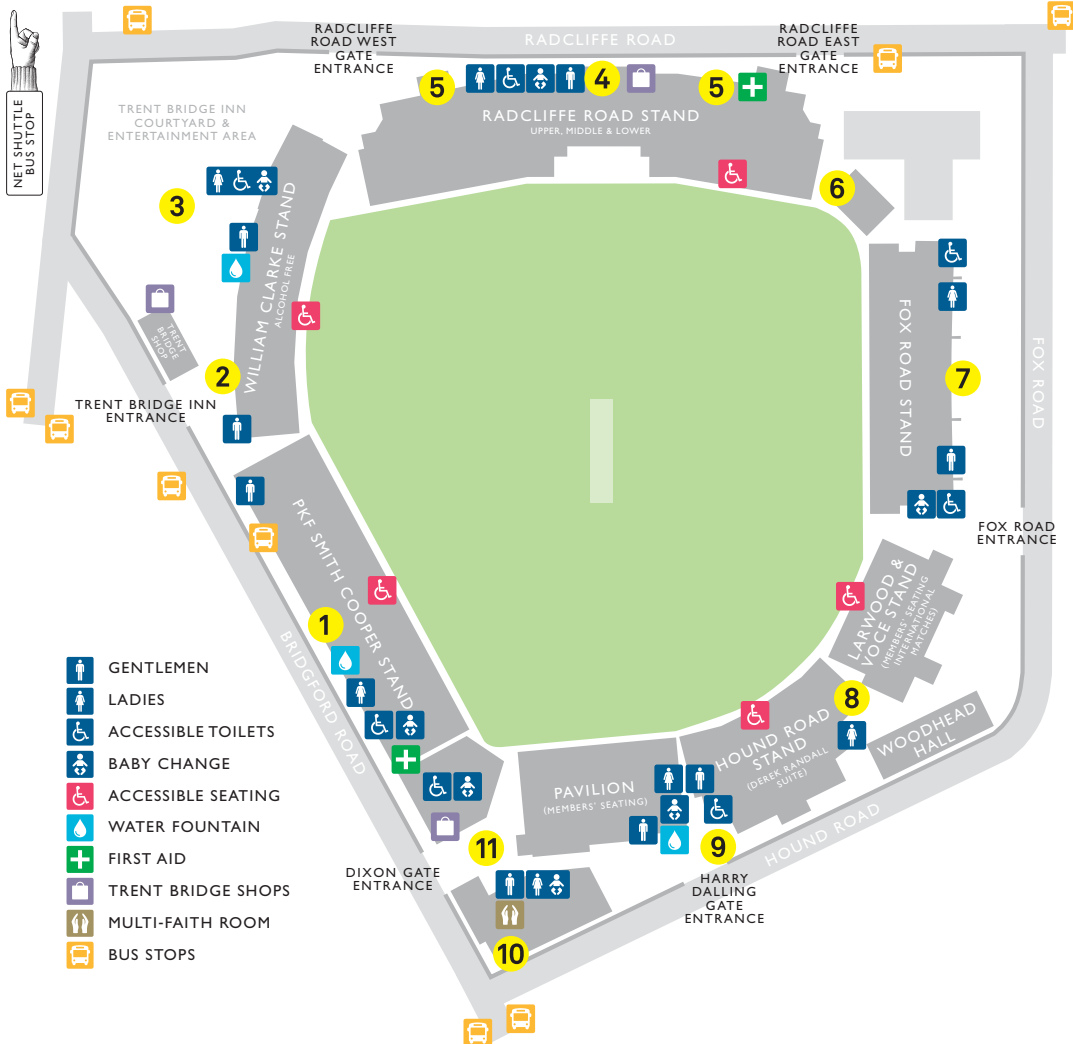 RADCLIFFE
ROAD WEST
GATE
ENTRANCE
RADCLIFFE ROAD
RADCLIFFE
ROAD EAST
GATE
ENTRANCE
NET SHUTTLE
BUS STOP
TRENT BRIDGE INN
COURTYARD &
ENTERTAINMENT AREA
5
4
5
RADCLIFFE ROAD STAND
UPPER, MIDDLE & LOWER
3
6
WILLIAM CLARKE STAND
ALCOHOL FREE
TRENT
BRIDGE
SHOP
2
TRENT BRIDGE INN
ENTRANCE
FOX ROAD STAND
7
FOX ROAD
FOX ROAD
ENTRANCE
PKF SMITH COOPER STAND
1
BRIDGFORD ROAD
LARWOOD &
VOCE STAND
(MEMBERS' SEATING
INTERNATIONAL
MATCHES)
8
HOUND ROAD
STAND
(DEREK RANDALL
SUITE)
WOODHEAD
HALL
PAVILION
(MEMBERS' SEATING)
HOUND ROAD
11
9
DIXON GATE
ENTRANCE
HARRY
DALLING
GATE
ENTRANCE
10
GENTLEMEN
LADIES
ACCESSIBLE TOILETS
BABY CHANGE
ACCESSIBLE SEATING
WATER FOUNTAIN
FIRST AID
TRENT BRIDGE SHOPS
MULTI-FAITH ROOM
BUS STOPS